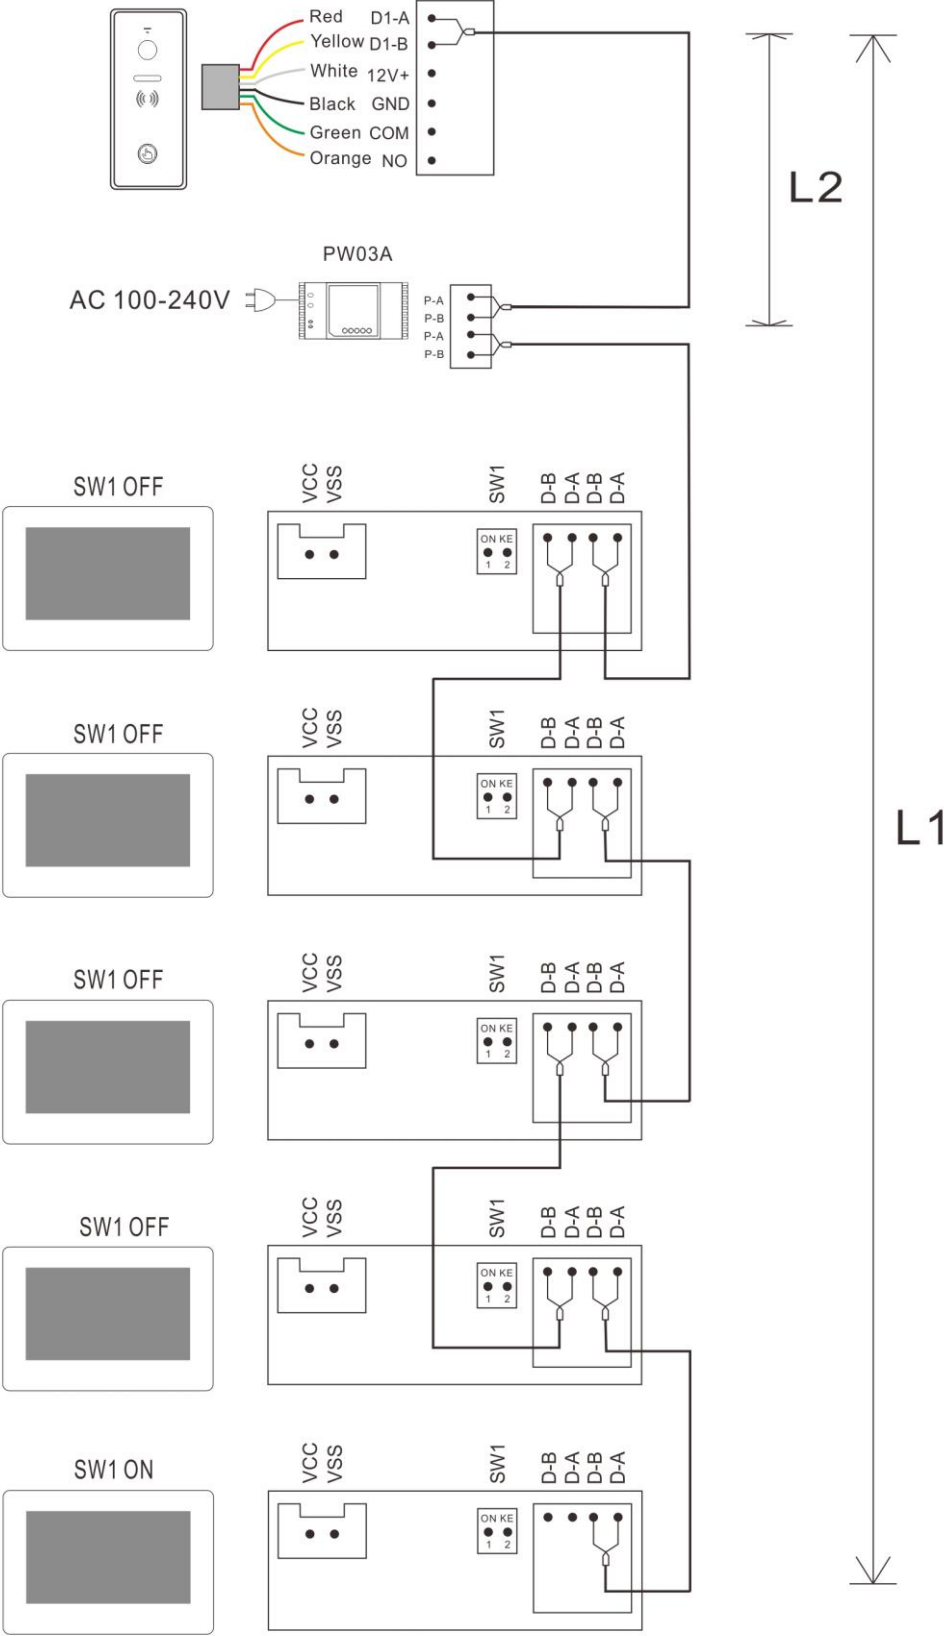 Red D1-A
Yellow D1-B
White 12V+
Black GND
Green COM
Orange NO
L2
PW03A
AC 100-240V
P-A
P-B
P-A
P-B
SW1 OFF
VCC
VSS
SW1
D-B
D-A
D-B
D-A
ON KE
1 2
SW1 OFF
VCC
VSS
SW1
D-B
D-A
D-B
D-A
ON KE
1 2
L1
SW1 OFF
VCC
VSS
SW1
D-B
D-A
D-B
D-A
ON KE
1 2
SW1 OFF
VCC
VSS
SW1
D-B
D-A
D-B
D-A
ON KE
1 2
SW1 ON
VCC
VSS
SW1
D-B
D-A
D-B
D-A
ON KE
1 2